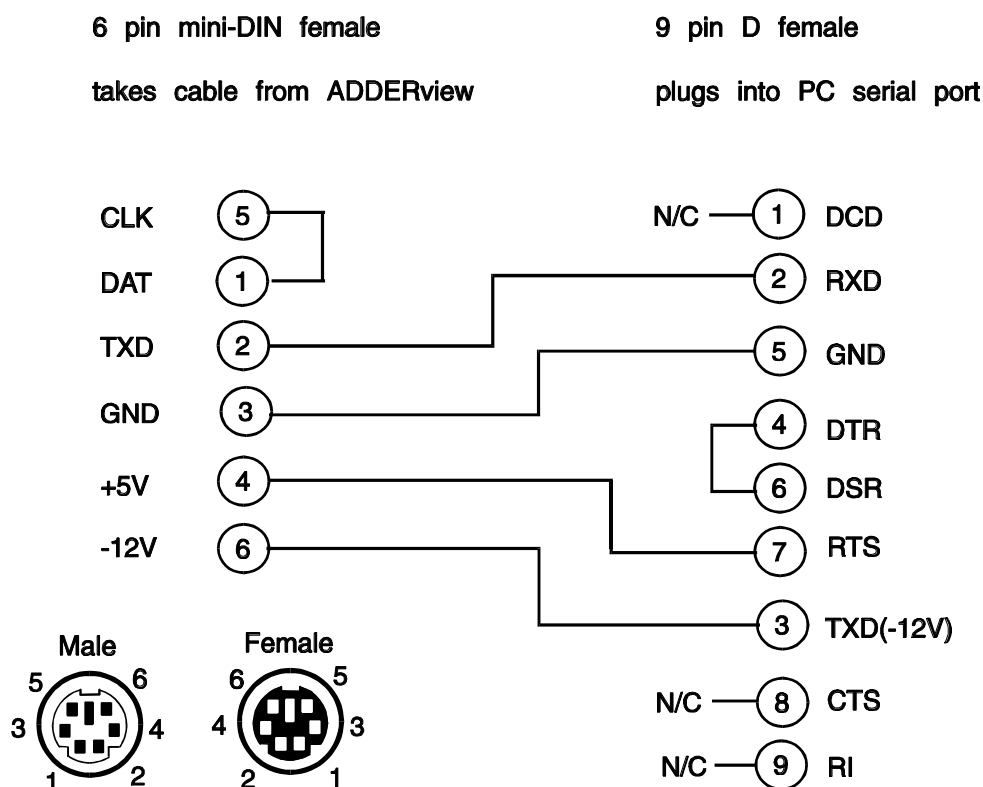 6 pin mini-DIN female 9 pin D female
takes cable from ADDERview plugs into PC serial port
CLK 5 N/C 1 DCD
DAT 1 2 RXD
TXD 2 5 GND
GND 3 4 DTR
+5V 4 6 DSR
-12V 6 7 RTS
3 TXD(-12V)
Male Female
5 6 6 5
N/C 8 CTS
3 4 4 3
N/C 9 RI
1 2 2 1